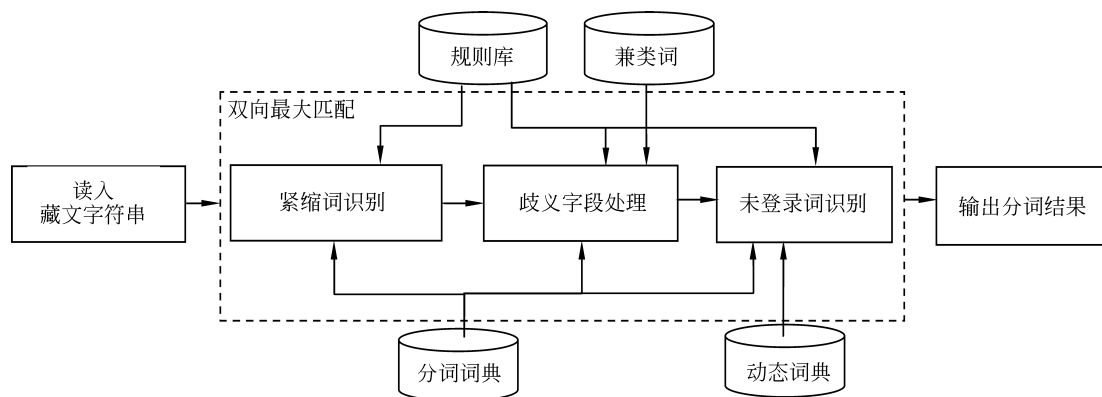 规则库
兼类词
双向最大匹配
读入
藏文字符串
紧缩词识别
歧义字段处理
未登录词识别
输出分词结果
分词词典
动态词典